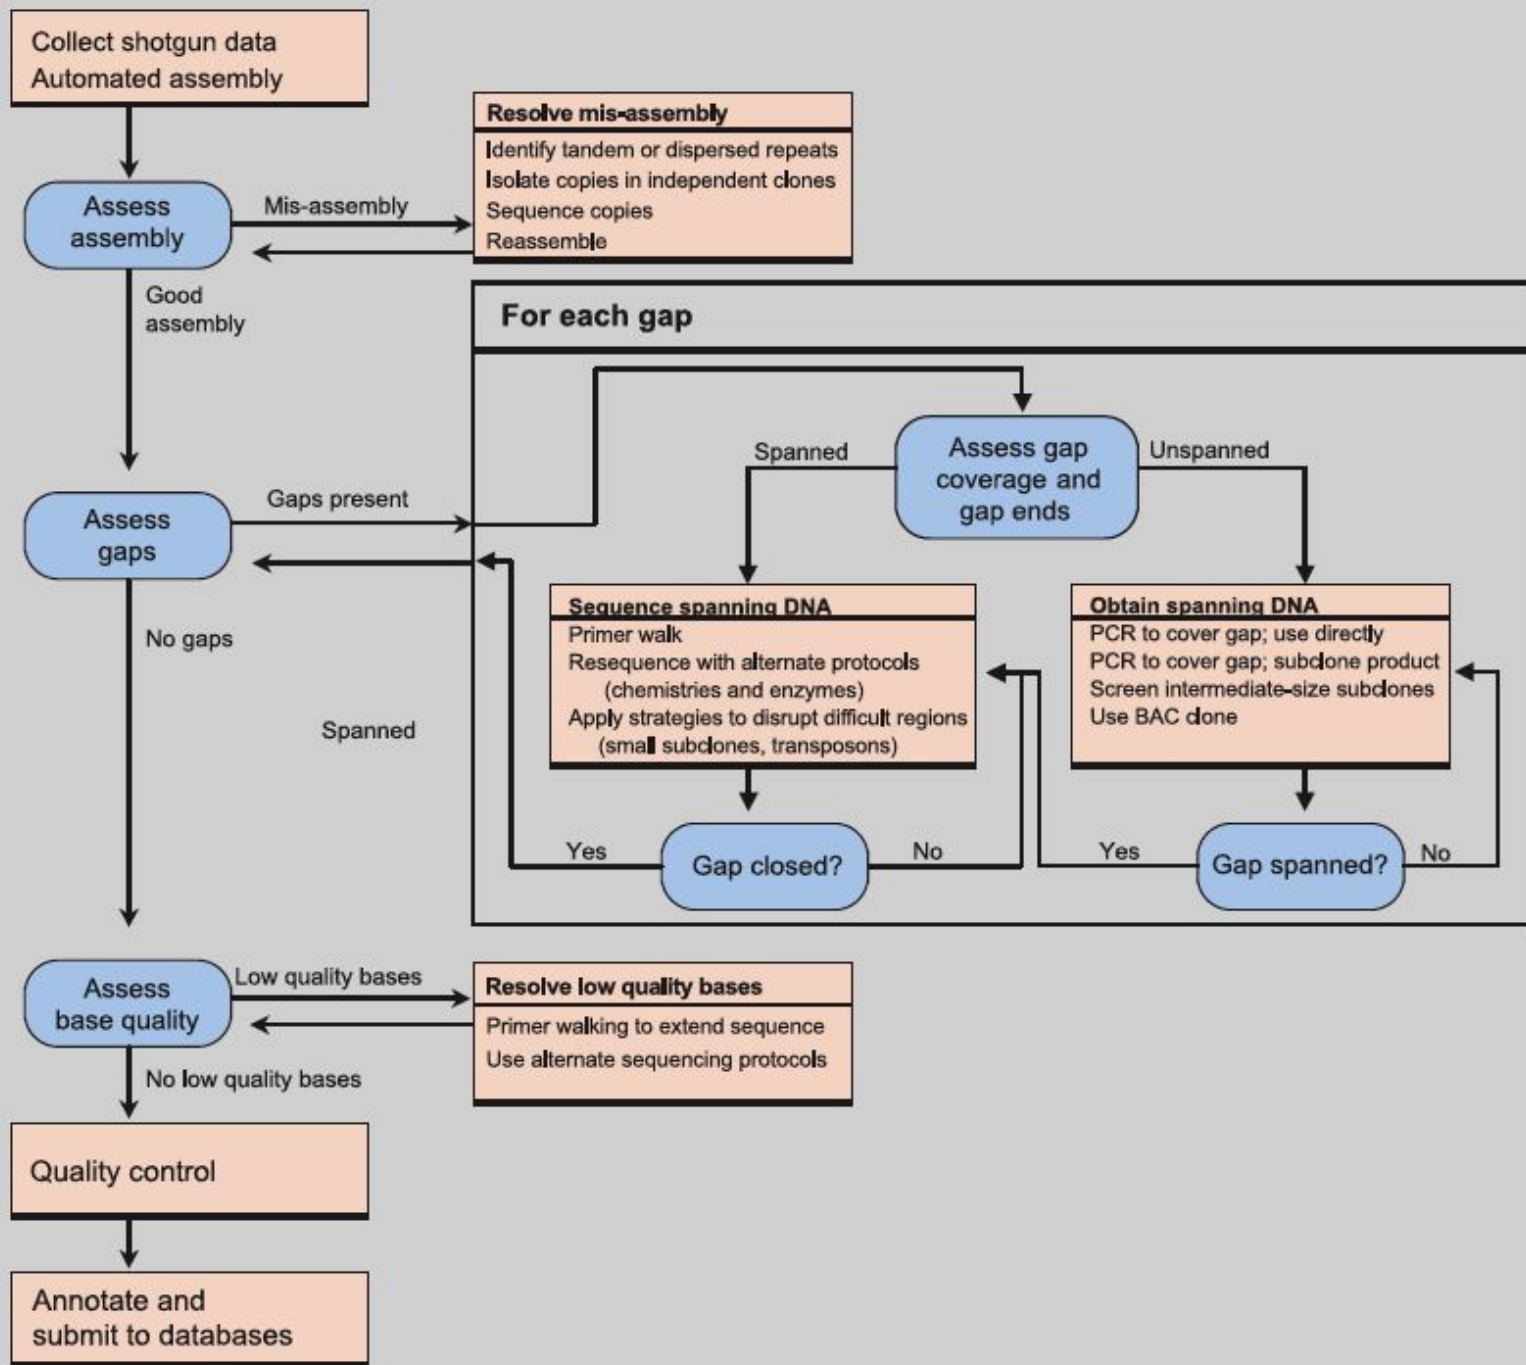 Collect shotgun data
Automated assembly
Resolve mis-assembly
Identify tandem or dispersed repeats
Isolate copies in independent clones
Sequence copies
Reassemble
Assess
assembly
Mis-assembly
Good
assembly
For each gap
Assess gap
coverage and
gap ends
Spanned
Unspanned
Assess
gaps
Gaps present
No gaps
Spanned
Sequence spanning DNA
Primer walk
Resequence with alternate protocols
(chemistries and enzymes)
Apply strategies to disrupt difficult regions
(small subclones, transposons)
Obtain spanning DNA
PCR to cover gap; use directly
PCR to cover gap; subclone product
Screen intermediate-size subclones
Use BAC clone
Yes
Gap closed?
No
Yes
Gap spanned?
No
Assess
base quality
Low quality bases
Resolve low quality bases
Primer walking to extend sequence
Use alternate sequencing protocols
No low quality bases
Quality control
Annotate and
submit to databases